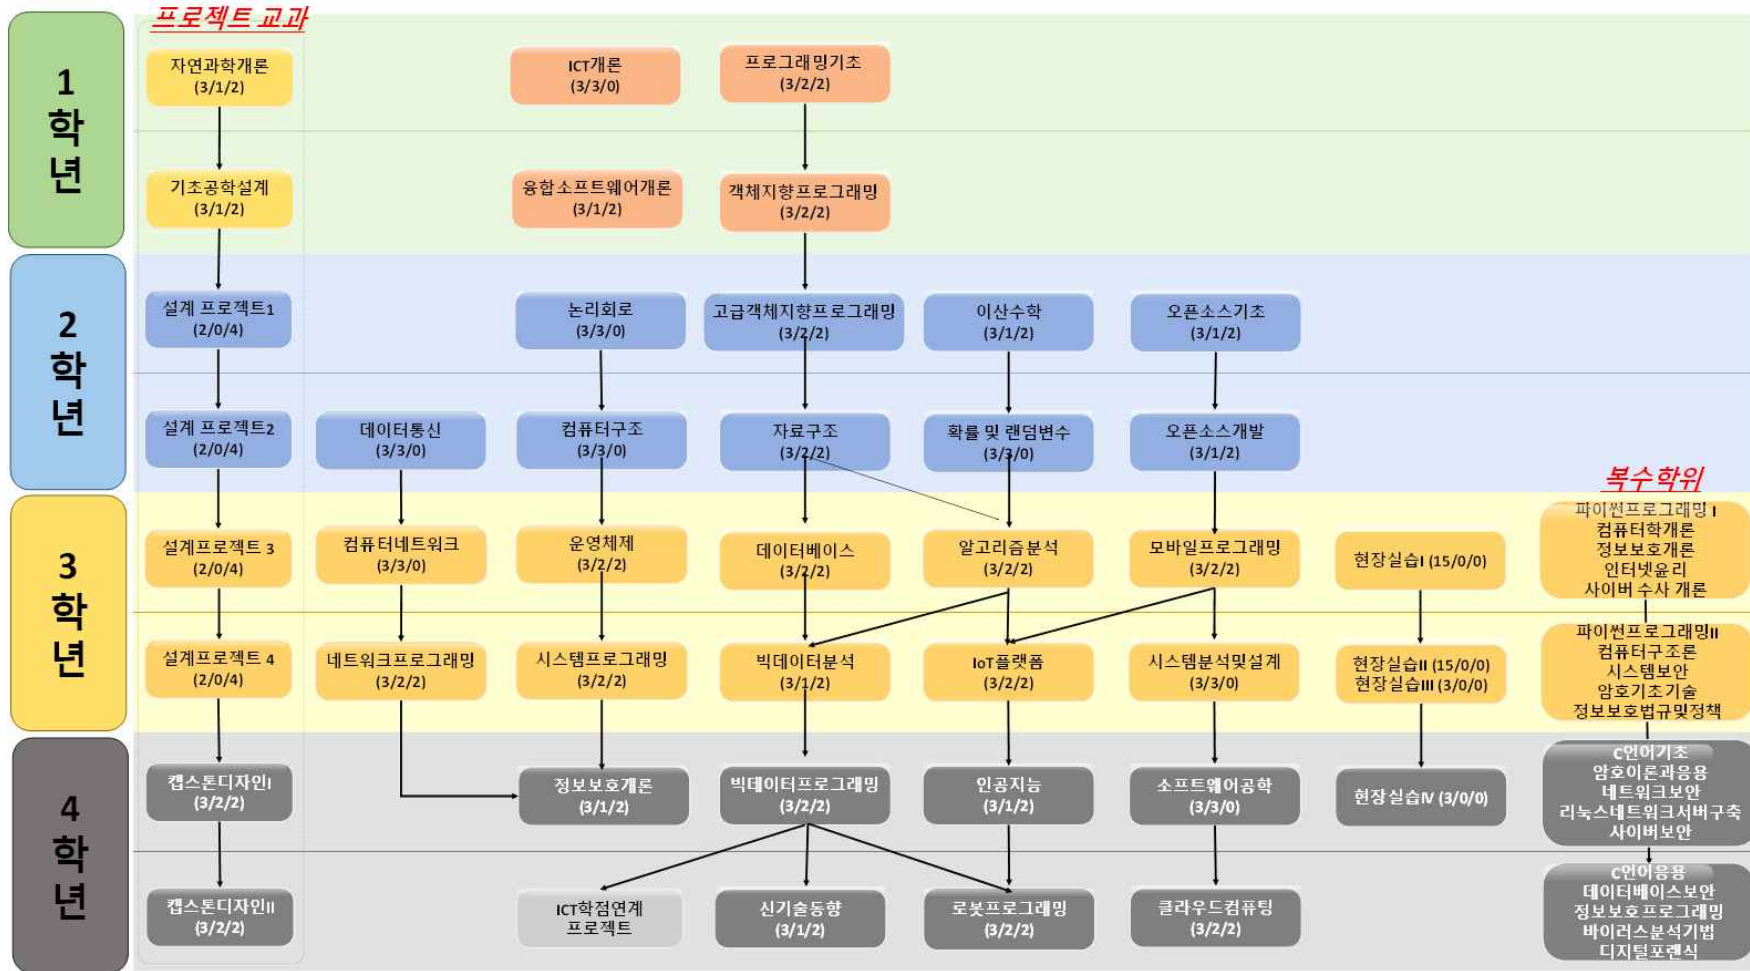 프로젝트 교과
1
학
년
자연과학개론
(3/1/2)
ICT개론
(3/3/0)
프로그래밍기초
(3/2/2)
기초공학설계
(3/1/2)
융합소프트웨어개론
(3/1/2)
객체지향프로그래밍
(3/2/2)
2
학
년
설계 프로젝트1
(2/0/4)
논리회로
(3/3/0)
고급객체지향프로그래밍
(3/2/2)
이산수학
(3/1/2)
오픈소스기초
(3/1/2)
설계 프로젝트2
(2/0/4)
데이터통신
(3/3/0)
컴퓨터구조
(3/3/0)
자료구조
(3/2/2)
확률 및 랜덤변수
(3/3/0)
오픈소스개발
(3/1/2)
복수학위
3
학
년
설계프로젝트 3
(2/0/4)
컴퓨터네트워크
(3/3/0)
운영체제
(3/2/2)
데이터베이스
(3/2/2)
알고리즘분석
(3/2/2)
모바일프로그래밍
(3/2/2)
현장실습I (15/0/0)
파이썬프로그래밍 I
컴퓨터학개론
정보보호개론
인터넷윤리
사이버 수사 개론
설계프로젝트 4
(2/0/4)
네트워크프로그래밍
(3/2/2)
시스템프로그래밍
(3/2/2)
빅데이터분석
(3/1/2)
IoT플랫폼
(3/2/2)
시스템분석및설계
(3/3/0)
현장실습II (15/0/0)
현장실습III (3/0/0)
파이썬프로그래밍II
컴퓨터구조론
시스템보안
암호기초기술
정보보호법규및정책
4
학
년
캡스톤디자인I
(3/2/2)
정보보호개론
(3/1/2)
빅데이터프로그래밍
(3/2/2)
인공지능
(3/1/2)
소프트웨어공학
(3/3/0)
현장실습IV (3/0/0)
C언어기초
암호이론과응용
네트워크보안
리눅스네트워크서버구축
사이버보안
캡스톤디자인II
(3/2/2)
ICT학점연계
프로젝트
신기술동향
(3/1/2)
로봇프로그래밍
(3/2/2)
클라우드컴퓨팅
(3/2/2)
C언어응용
데이터베이스보안
정보보호프로그래밍
바이러스분석기법
디지털포렌식